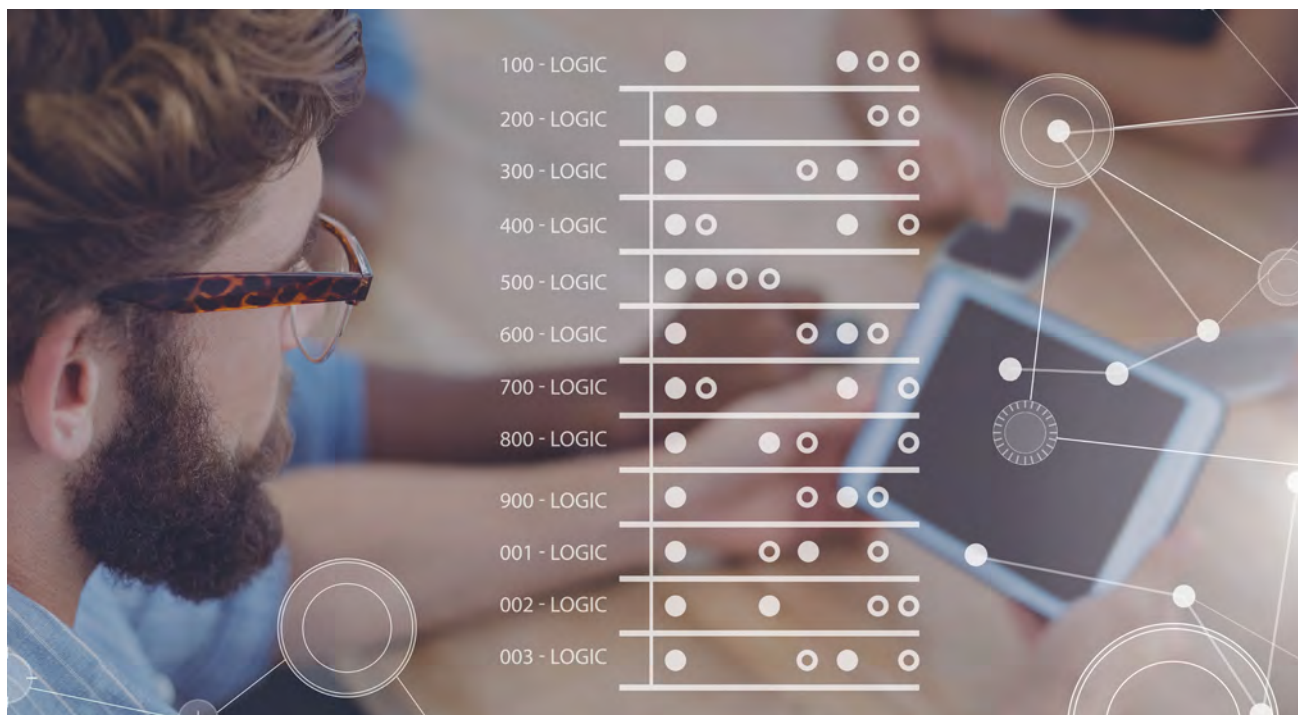 100 - LOGIC
200 - LOGIC
300 - LOGIC
400 - LOGIC
500 - LOGIC
600 - LOGIC
700 - LOGIC
800 - LOGIC
900 - LOGIC
001 - LOGIC
002 - LOGIC
003 - LOGIC